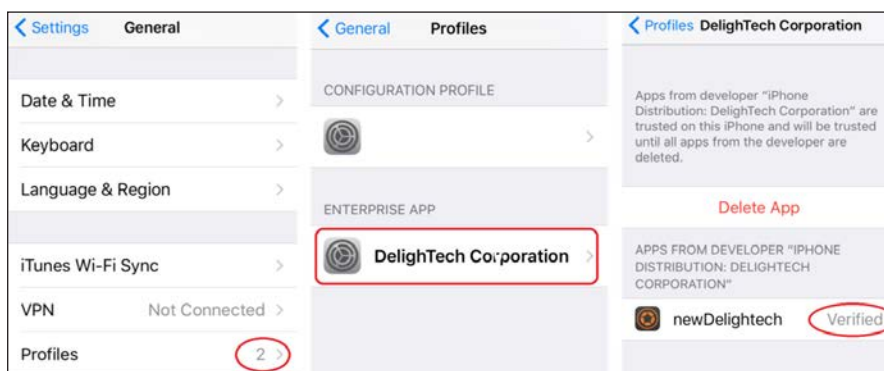 Settings General
Date & Time
Keyboard
Language & Region
iTunes Wi-Fi Sync
VPN Not Connected
Profiles 2
General Profiles
CONFIGURATION PROFILE
ENTERPRISE APP
DelighTech Corporation
Profiles DelighTech Corporation
Apps from developer "iPhone
Distribution: DelighTech Corporation" are
trusted on this iPhone and will be trusted
until all apps from the developer are
deleted.
Delete App
APPS FROM DEVELOPER "IPHONE
DISTRIBUTION: DELIGHTECH
CORPORATION"
newDelightech Verified